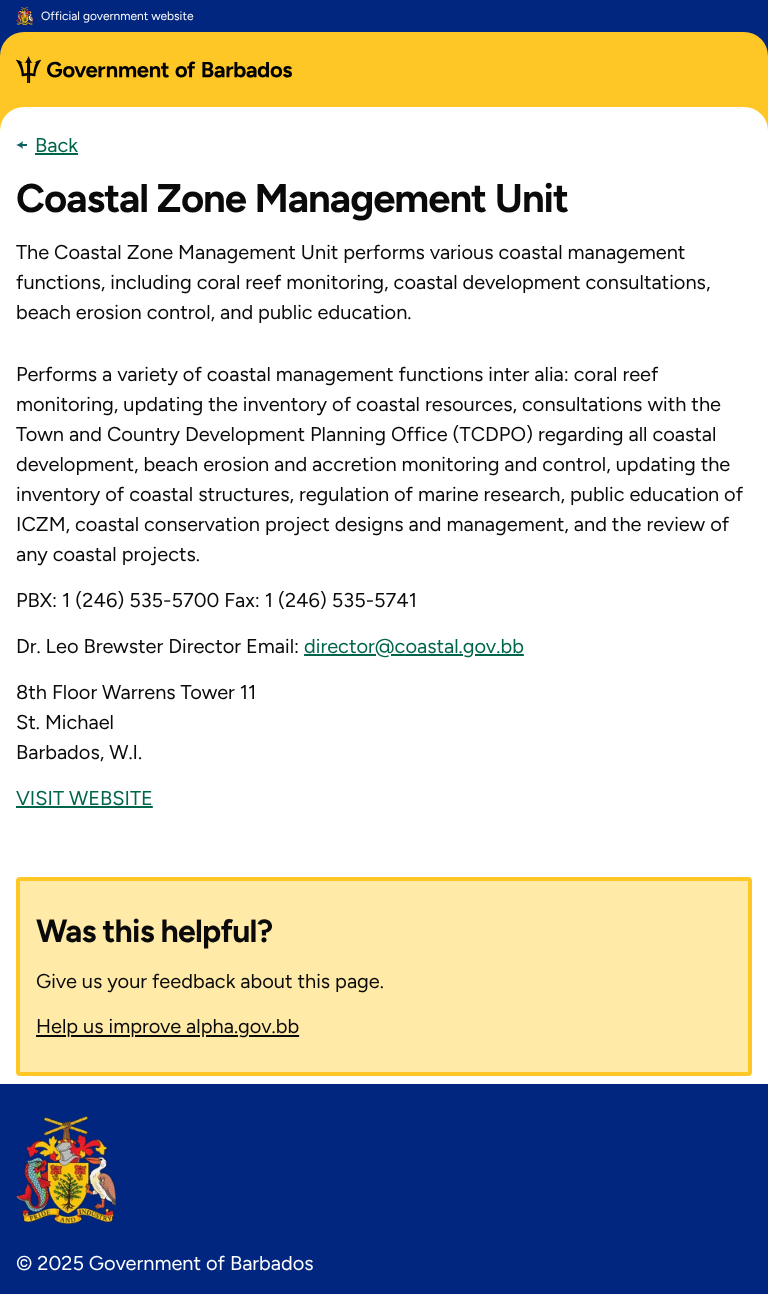 Official government website
Government of Barbados
Back
Coastal Zone Management Unit
The Coastal Zone Management Unit performs various coastal management
functions, including coral reef monitoring, coastal development consultations,
beach erosion control, and public education.
Performs a variety of coastal management functions inter alia: coral reef
monitoring, updating the inventory of coastal resources, consultations with the
Town and Country Development Planning Office (TCDPO) regarding all coastal
development, beach erosion and accretion monitoring and control, updating the
inventory of coastal structures, regulation of marine research, public education of
ICZM, coastal conservation project designs and management, and the review of
any coastal projects.
PBX: 1 (246) 535-5700 Fax: 1 (246) 535-5741
Dr. Leo Brewster Director Email: director@coastal.gov.bb
8th Floor Warrens Tower 11
St. Michael
Barbados, W.I.
VISIT WEBSITE
Was this helpful?
Give us your feedback about this page.
Help us improve alpha.gov.bb
PRIDE AND INDUSTRY
© 2025 Government of Barbados